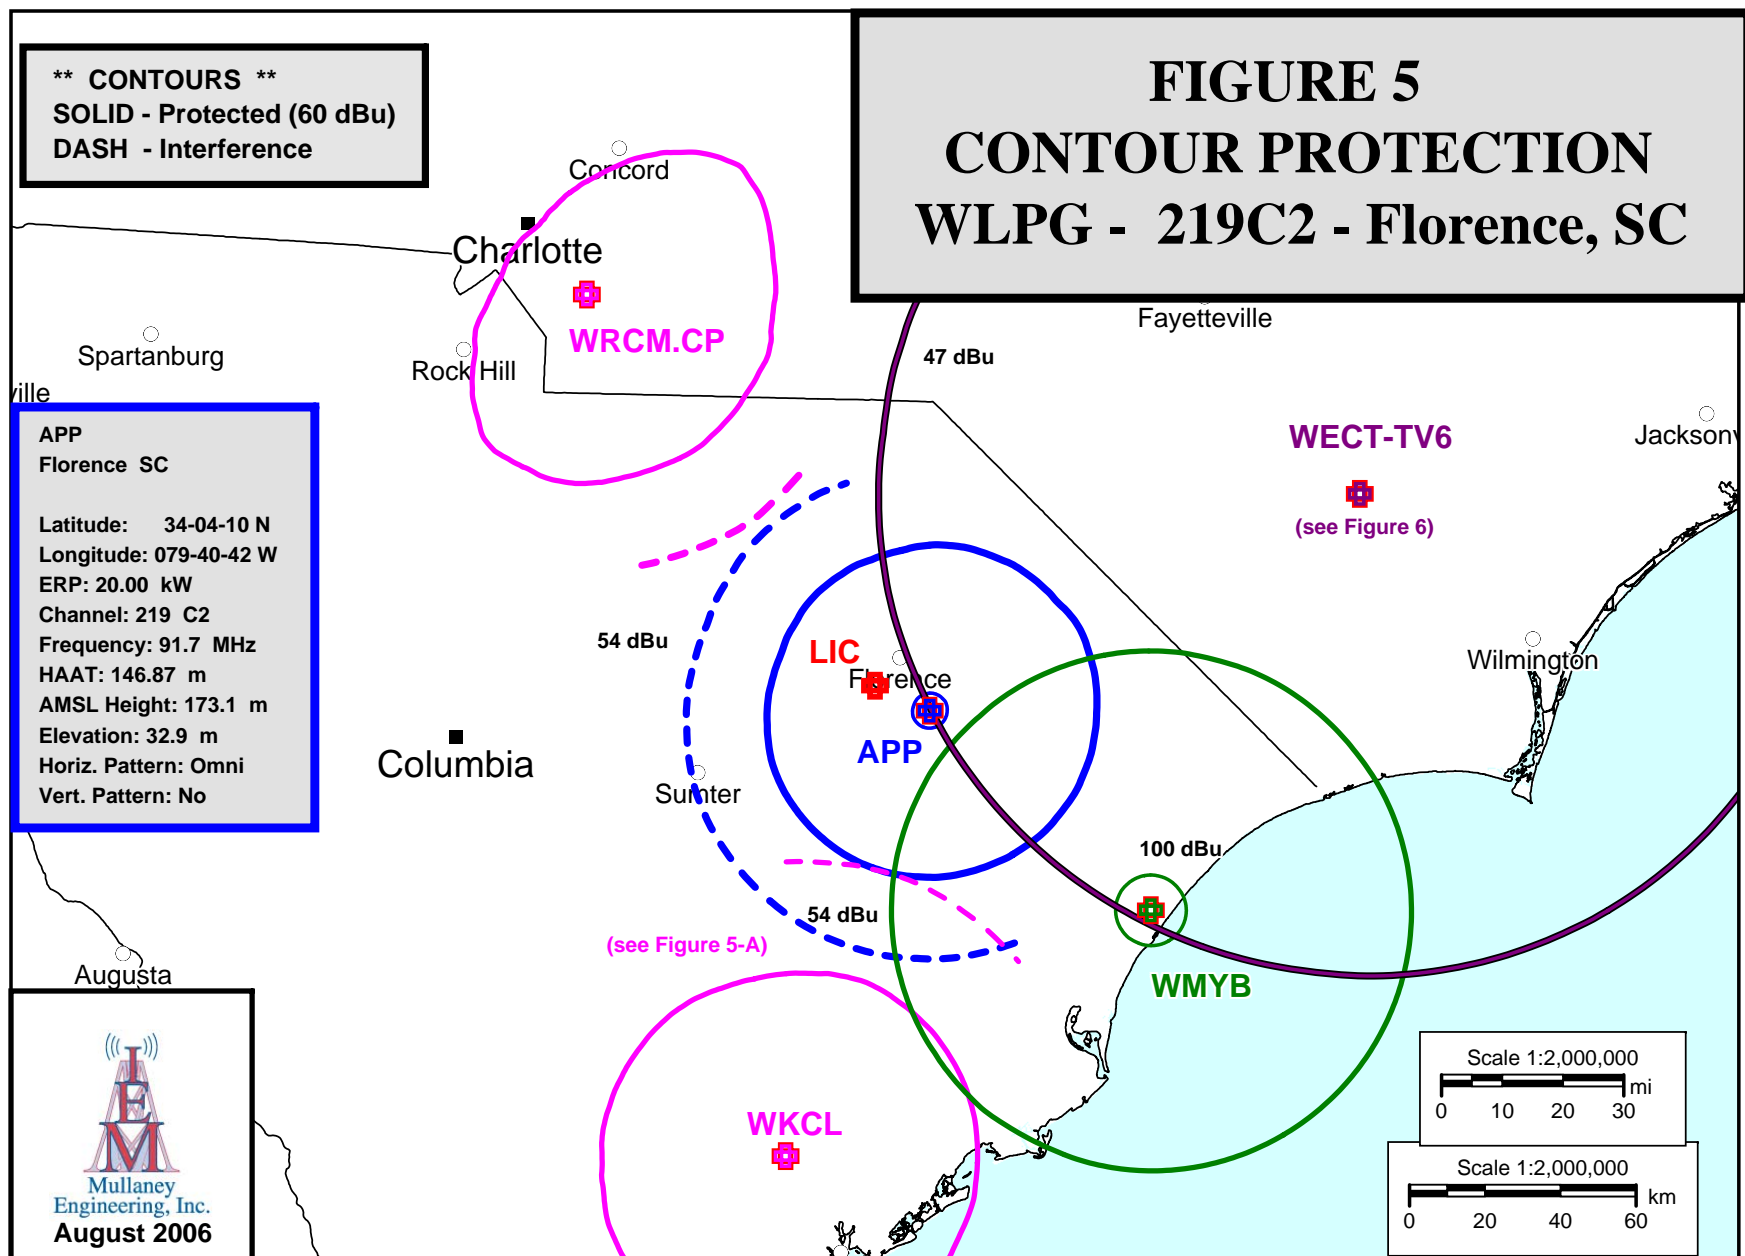 ** CONTOURS **
SOLID - Protected (60 dBu)
DASH - Interference
FIGURE 5
CONTOUR PROTECTION
WLPG - 219C2 - Florence, SC
Concord
Charlotte
WRCM.CP
Spartanburg
Rock Hill
ville
Fayetteville
47 dBu
WECT-TV6
(see Figure 6)
Jacksonv
APP
Florence SC
Latitude: 34-04-10 N
Longitude: 079-40-42 W
ERP: 20.00 kW
Channel: 219 C2
Frequency: 91.7 MHz
HAAT: 146.87 m
AMSL Height: 173.1 m
Elevation: 32.9 m
Horiz. Pattern: Omni
Vert. Pattern: No
54 dBu
LIC
Florence
APP
Wilmington
Columbia
Sumter
100 dBu
54 dBu
(see Figure 5-A)
WMYB
Augusta
WKCL
IEM
Mullaney
Engineering, Inc.
August 2006
Scale 1:2,000,000
mi
0 10 20 30
Scale 1:2,000,000
km
0 20 40 60